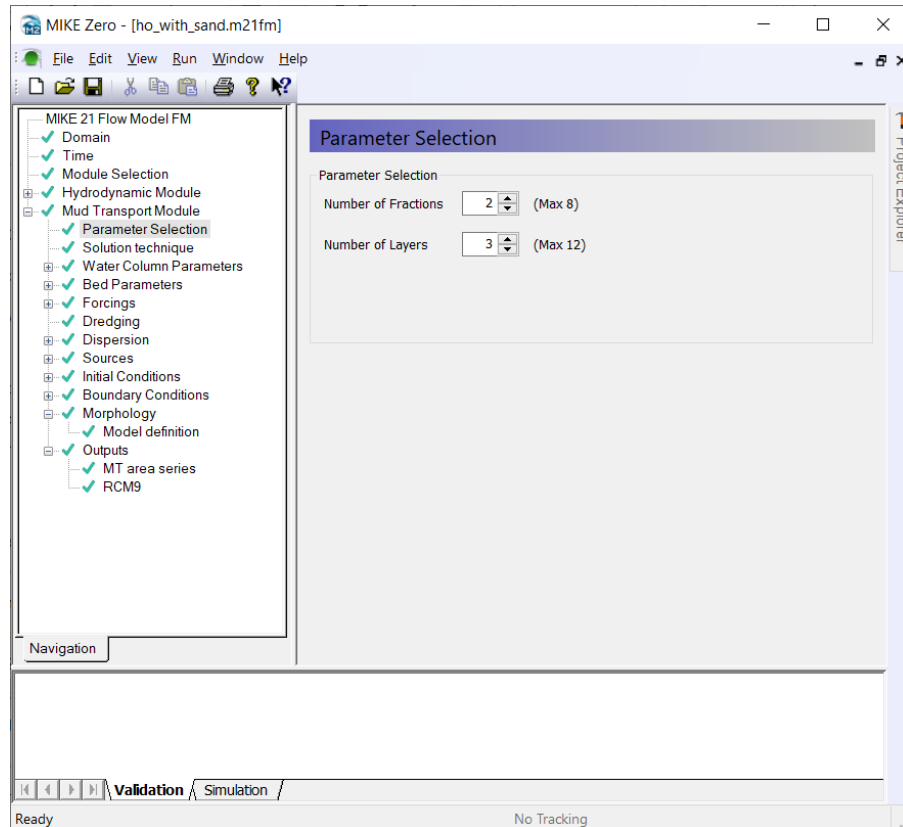 MIKE Zero - [ho_with_sand.m21fm]
File Edit View Run Window Help
MIKE 21 Flow Model FM
Domain
Time
Module Selection
Hydrodynamic Module
Mud Transport Module
Parameter Selection
Solution technique
Water Column Parameters
Bed Parameters
Forcings
Dredging
Dispersion
Sources
Initial Conditions
Boundary Conditions
Morphology
Model definition
Outputs
MT area series
RCM9
Navigation
Parameter Selection
Parameter Selection
Number of Fractions 2 (Max 8)
Number of Layers 3 (Max 12)
Project Explorer
Validation Simulation
Ready No Tracking